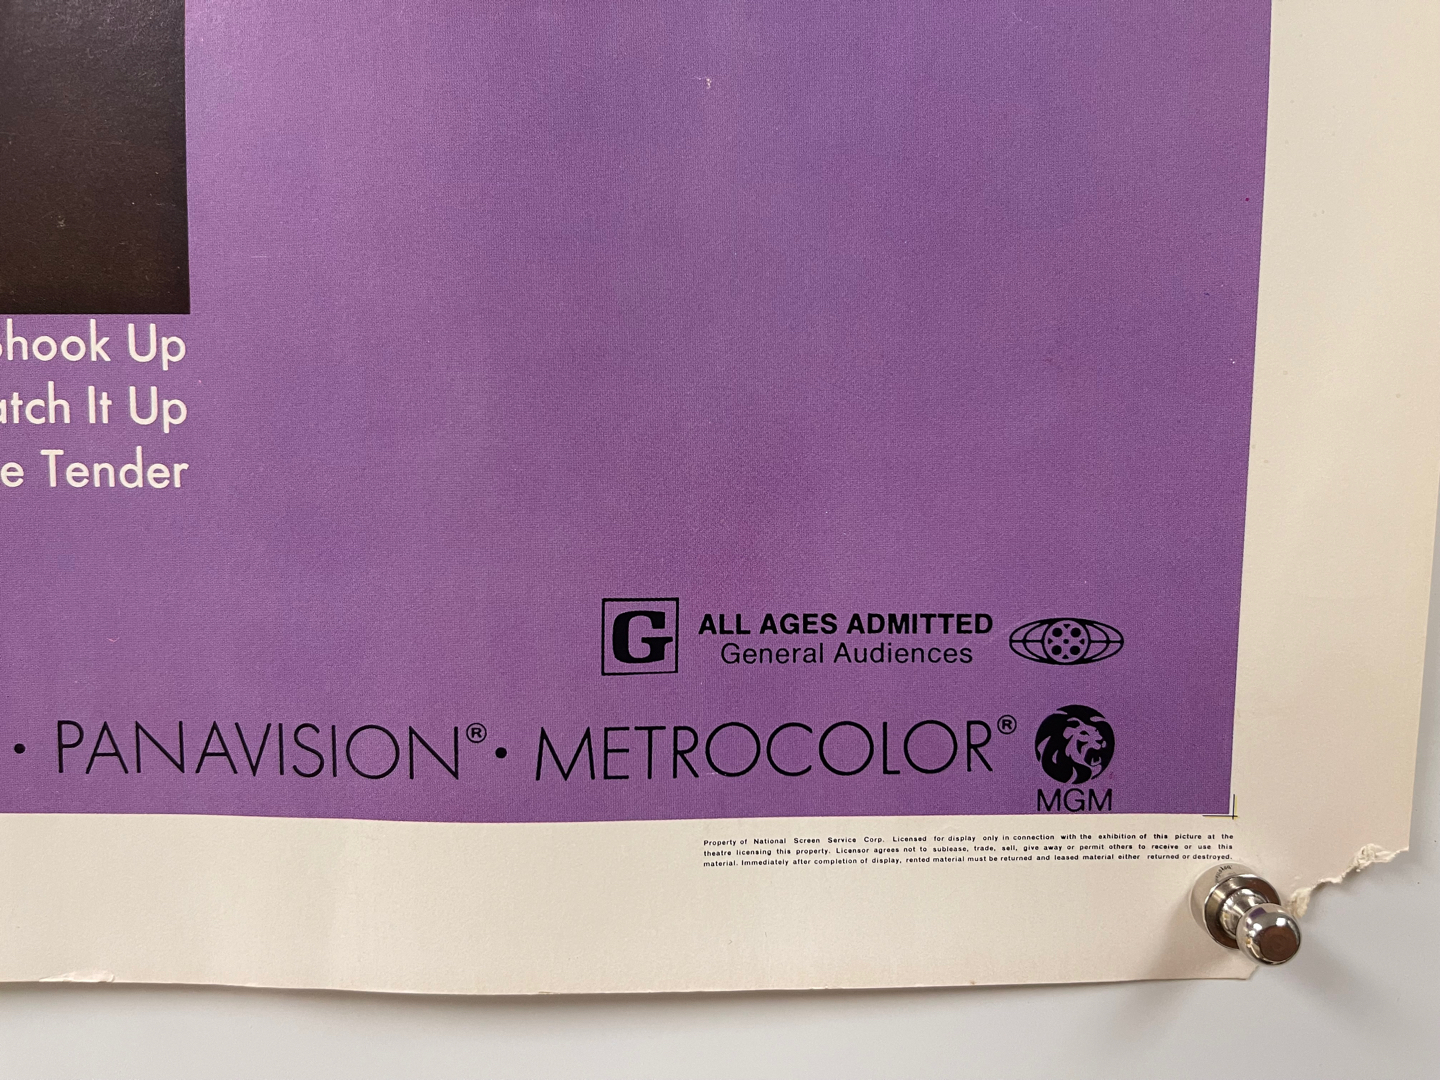 Shook Up
atch It Up
e Tender
G ALL AGES ADMITTED
General Audiences
• PANAVISION® • METROCOLOR®
MGM
Property of National Screen Service Corp. Licensed for display only in connection with the exhibition of this picture at the
theatre licensing this property. Licensor agrees not to sublease, trade, sell, give away or permit others to receive or use this
material. Immediately after completion of display, rented material must be returned and leased material either returned or destroyed.